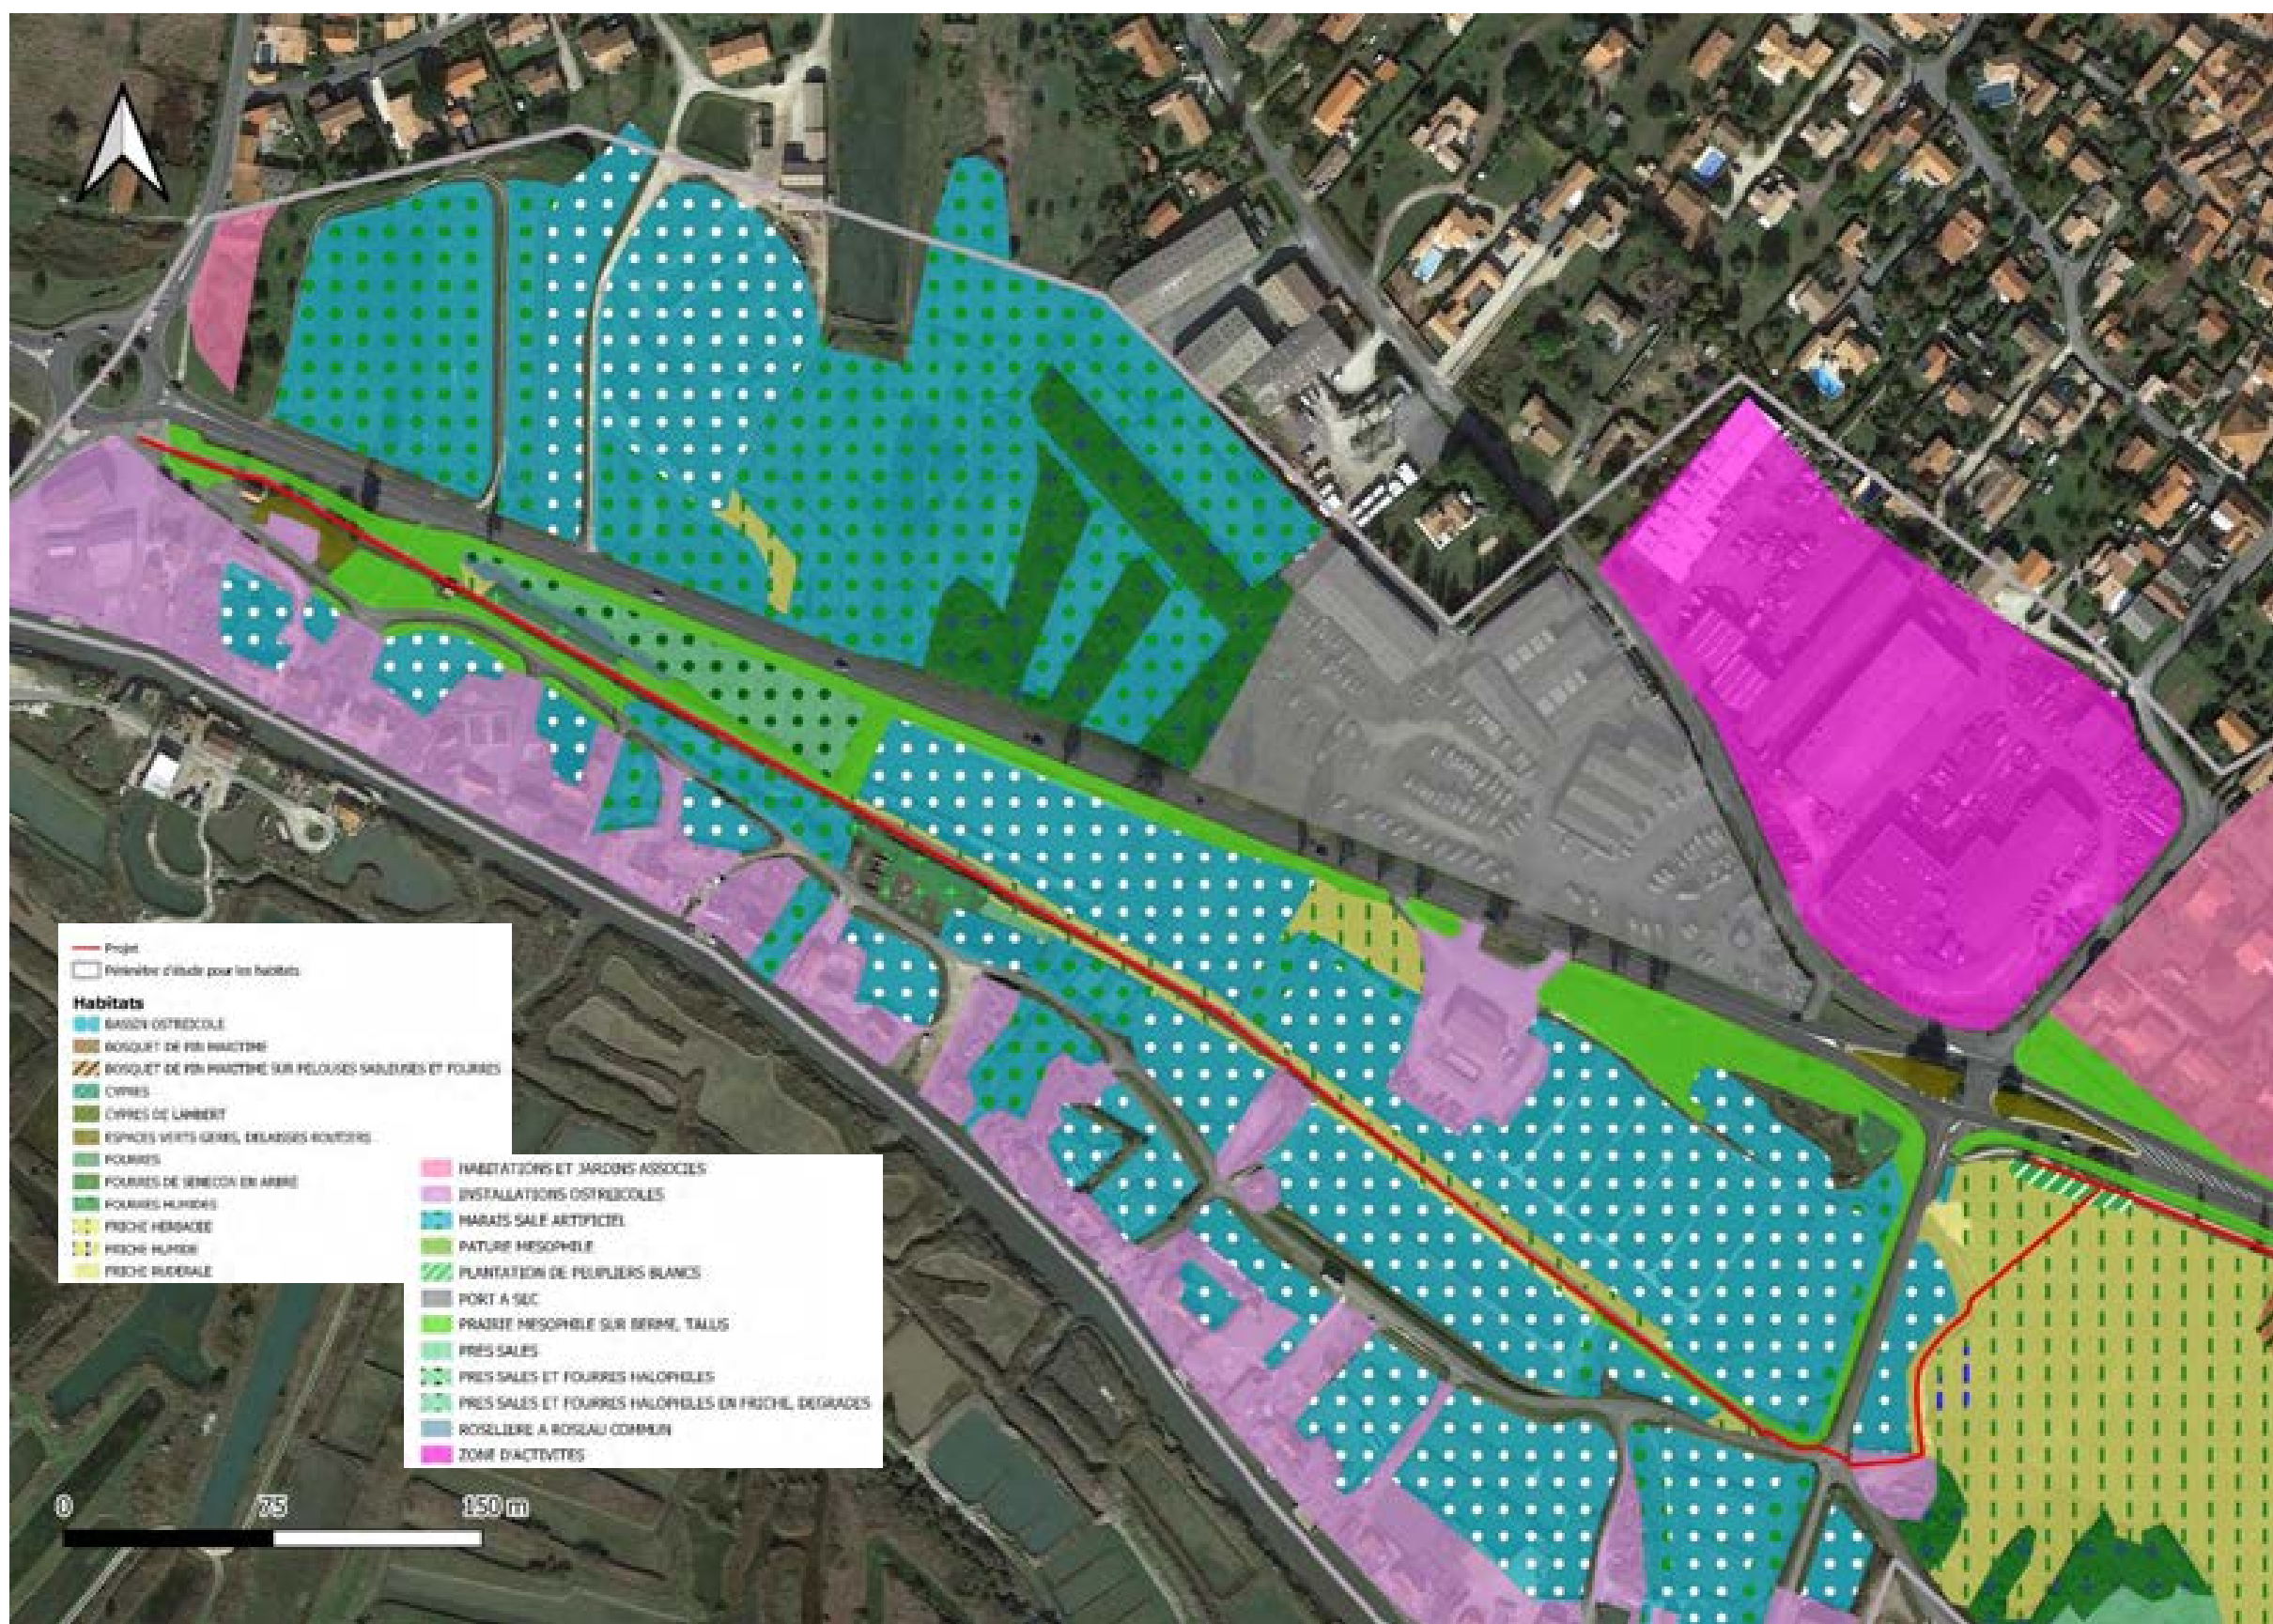 Projet
Périmètre d'étude pour les habitats
Habitats
BASSIN OSTREICOLE
BOSQUET DE PIN MARITIME
BOSQUET DE PIN MARITIME SUR PELOUSES SABLEUSES ET FOURRES
CYPRES
CYPRES DE LAMBERT
ESPACES VERTS GERES, DELAISSES ROUTIERS
FOURRES
FOURRES DE SENECON EN ARBRE
FOURRES HUMIDES
FRICHE HERBACEE
FRICHE HUMIDE
FRICHE RUDERALE
HABITATIONS ET JARDINS ASSOCIES
INSTALLATIONS OSTREICOLES
MARAIS SALE ARTIFICIEL
PATURE MESOPHILE
PLANTATION DE PEUPLIERS BLANCS
PORT A SEC
PRAIRIE MESOPHILE SUR BERME, TALUS
PRES SALES
PRES SALES ET FOURRES HALOPHILES
PRES SALES ET FOURRES HALOPHILES EN FRICHE, DEGRADES
ROSELIERE A ROSEAU COMMUN
ZONE D'ACTIVITES
0 75 150 m